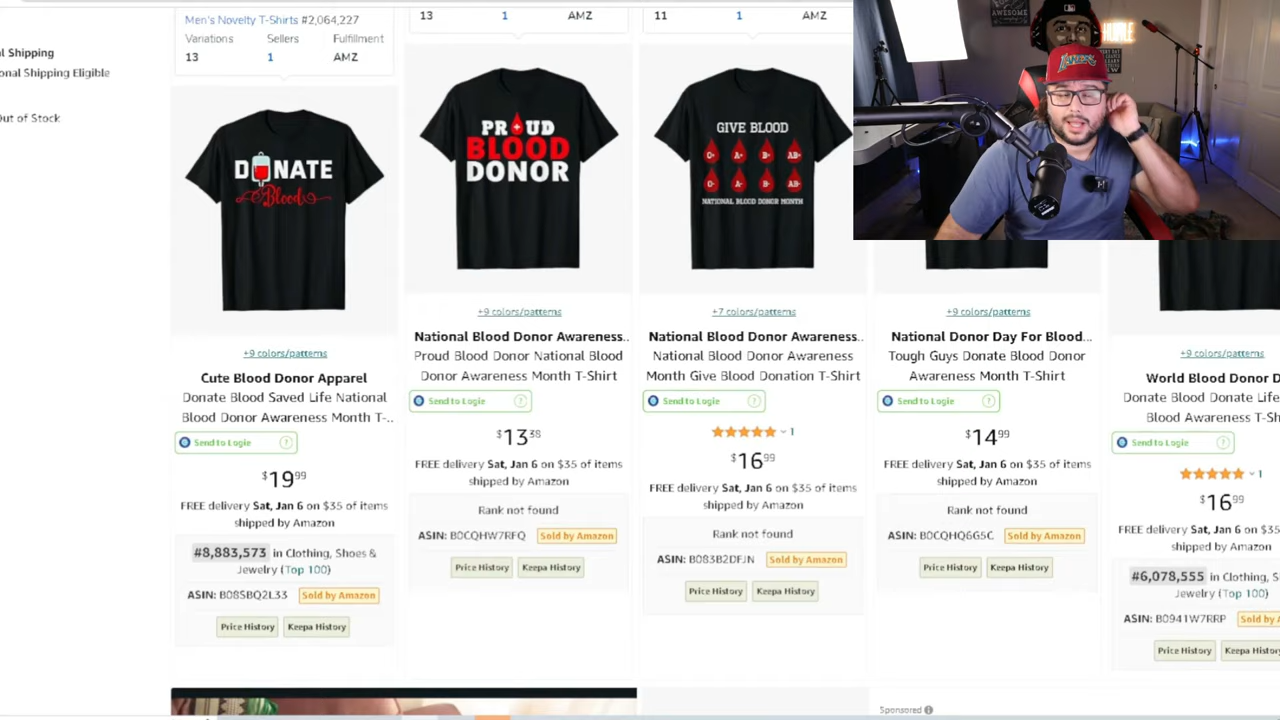 al Shipping
onal Shipping Eligible
Out of Stock
Men's Novelty T-Shirts #2,064,227
Variations Sellers Fulfillment
13 1 AMZ
DONATE
Blood
+9 colors/patterns
Cute Blood Donor Apparel
Donate Blood Saved Life National
Blood Donor Awareness Month T-..
Send to Logie ?
$19.99
FREE delivery Sat, Jan 6 on $35 of items
shipped by Amazon
#8,883,573 in Clothing, Shoes &
Jewelry (Top 100)
ASIN: B08SBQ2L33 Sold by Amazon
Price History Keepa History
13 1 AMZ
PROUD
BLOOD
DONOR
+9 colors/patterns
National Blood Donor Awareness..
Proud Blood Donor National Blood
Donor Awareness Month T-Shirt
Send to Logie ?
$13.38
FREE delivery Sat, Jan 6 on $35 of items
shipped by Amazon
Rank not found
ASIN: B0CQHW7RFQ Sold by Amazon
Price History Keepa History
11 1 AMZ
GIVE BLOOD
O+ A+ B+ AB+
O- A- B- AB-
NATIONAL BLOOD DONOR MONTH
+7 colors/patterns
National Blood Donor Awareness..
National Blood Donor Awareness
Month Give Blood Donation T-Shirt
Send to Logie ?
1
$16.99
FREE delivery Sat, Jan 6 on $35 of items
shipped by Amazon
Rank not found
ASIN: B083B2DFJN Sold by Amazon
Price History Keepa History
+9 colors/patterns
National Donor Day For Blood...
Tough Guys Donate Blood Donor
Awareness Month T-Shirt
Send to Logie ?
$14.99
FREE delivery Sat, Jan 6 on $35 of items
shipped by Amazon
Rank not found
ASIN: B0CQHQ6G5C Sold by Amazon
Price History Keepa History
Sponsored
AWESOME
LAKERS
+9 colors/patterns
World Blood Donor D
Donate Blood Donate Life
Blood Awareness T-Sh
Send to Logie ?
1
$16.99
FREE delivery Sat, Jan 6 on $35
shipped by Amazon
#6,078,555 in Clothing, S
Jewelry (Top 100)
ASIN: B0941W7RRP Sold by A
Price History Keepa Histo